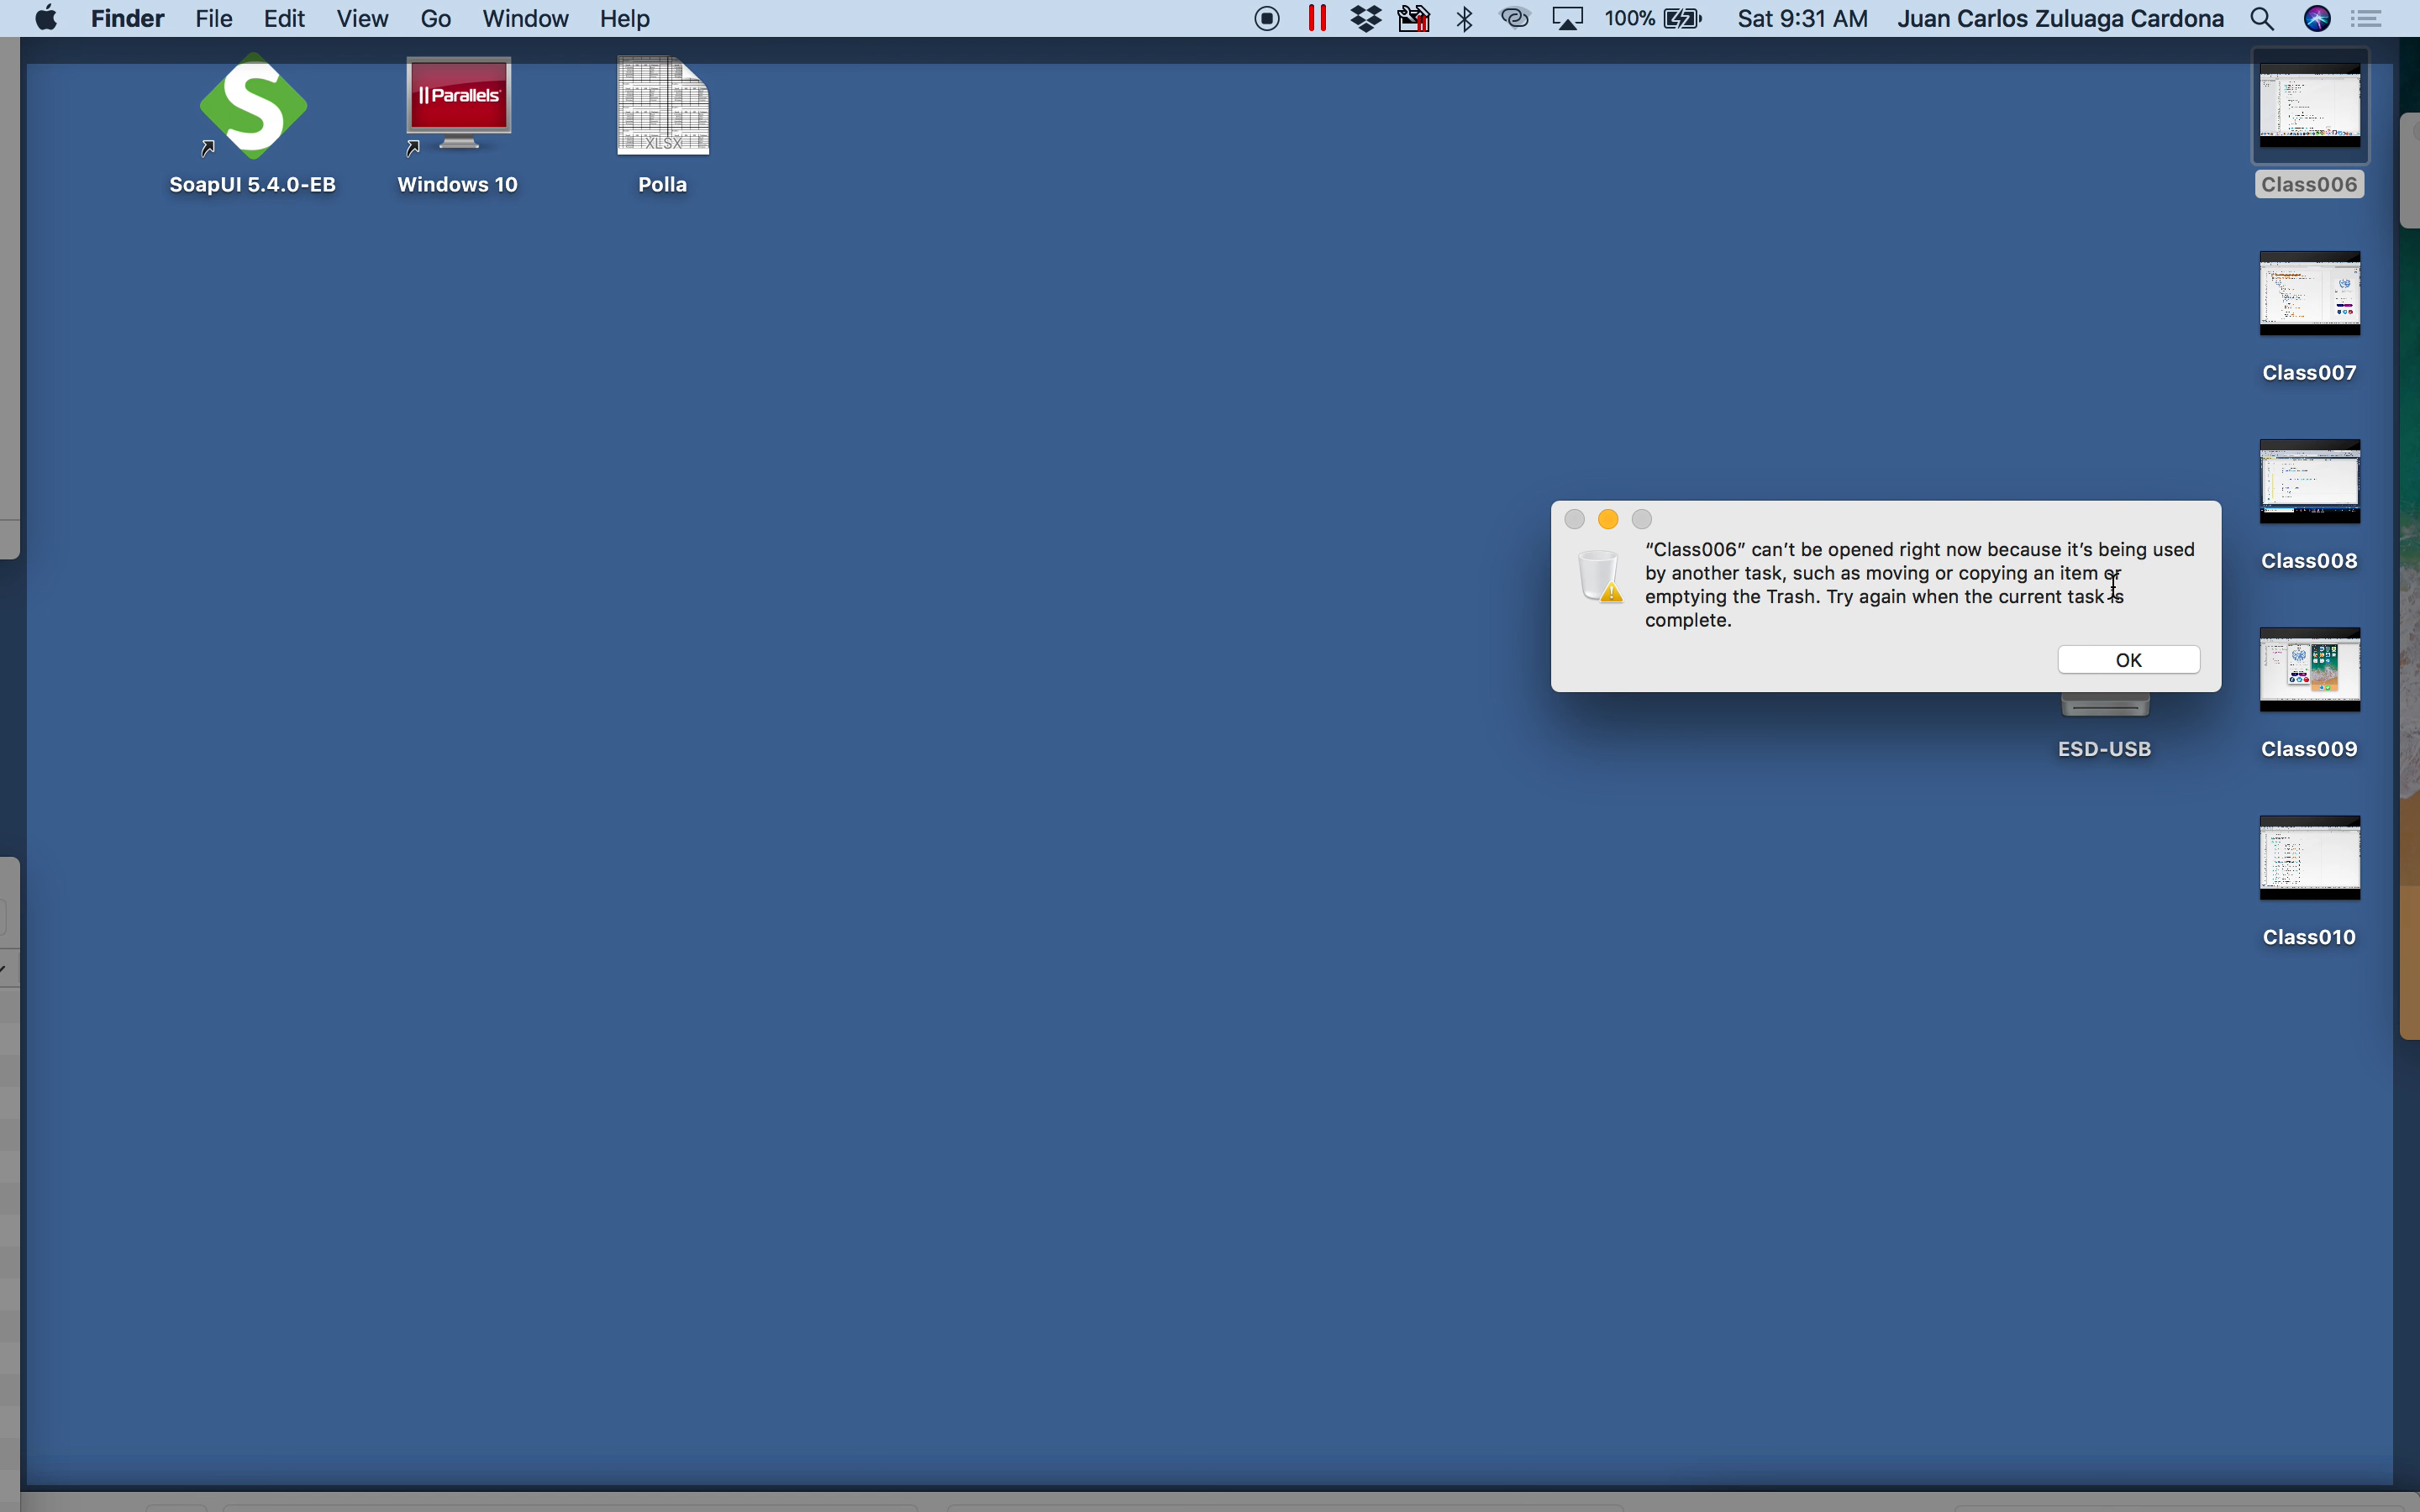 Finder File Edit View Go Window Help 100% Sat 9:31 AM Juan Carlos Zuluaga Cardona
S
|| Parallels
XLSX
SoapUI 5.4.0-EB
Windows 10
Polla
Class006
Class007
Class008
“Class006” can’t be opened right now because it’s being used
by another task, such as moving or copying an item or
emptying the Trash. Try again when the current task is
complete.
OK
ESD-USB
Class009
Class010